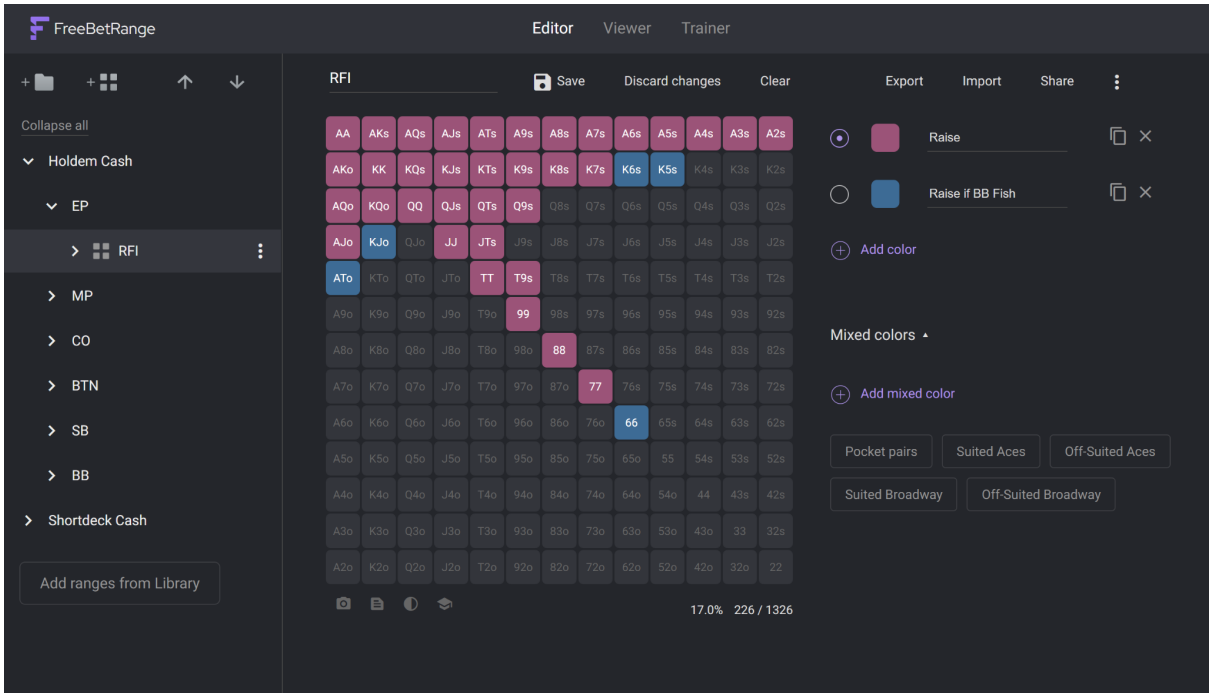 FreeBetRange Editor Viewer Trainer
RFI Save Discard changes Clear Export Import Share
Collapse all
Holdem Cash
EP
RFI
MP
CO
BTN
SB
BB
Shortdeck Cash
Add ranges from Library
AA AKs AQs AJs ATs A9s A8s A7s A6s A5s A4s A3s A2s
AKo KK KQs KJs KTs K9s K8s K7s K6s K5s K4s K3s K2s
AQo KQo QQ QJs QTs Q9s Q8s Q7s Q6s Q5s Q4s Q3s Q2s
AJo KJo QJo JJ JTs J9s J8s J7s J6s J5s J4s J3s J2s
ATo KTo QTo JTo TT T9s T8s T7s T6s T5s T4s T3s T2s
A9o K9o Q9o J9o T9o 99 98s 97s 96s 95s 94s 93s 92s
A8o K8o Q8o J8o T8o 98o 88 87s 86s 85s 84s 83s 82s
A7o K7o Q7o J7o T7o 97o 87o 77 76s 75s 74s 73s 72s
A6o K6o Q6o J6o T6o 96o 86o 76o 66 65s 64s 63s 62s
A5o K5o Q5o J5o T5o 95o 85o 75o 65o 55 54s 53s 52s
A4o K4o Q4o J4o T4o 94o 84o 74o 64o 54o 44 43s 42s
A3o K3o Q3o J3o T3o 93o 83o 73o 63o 53o 43o 33 32s
A2o K2o Q2o J2o T2o 92o 82o 72o 62o 52o 42o 32o 22
17.0% 226 / 1326
Raise
Raise if BB Fish
Add color
Mixed colors
Add mixed color
Pocket pairs Suited Aces Off-Suited Aces
Suited Broadway Off-Suited Broadway